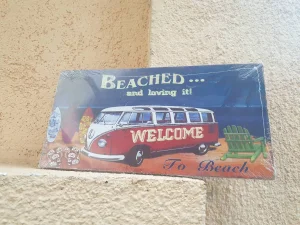 BEACHED...
and loving it!
WELCOME
To Beach